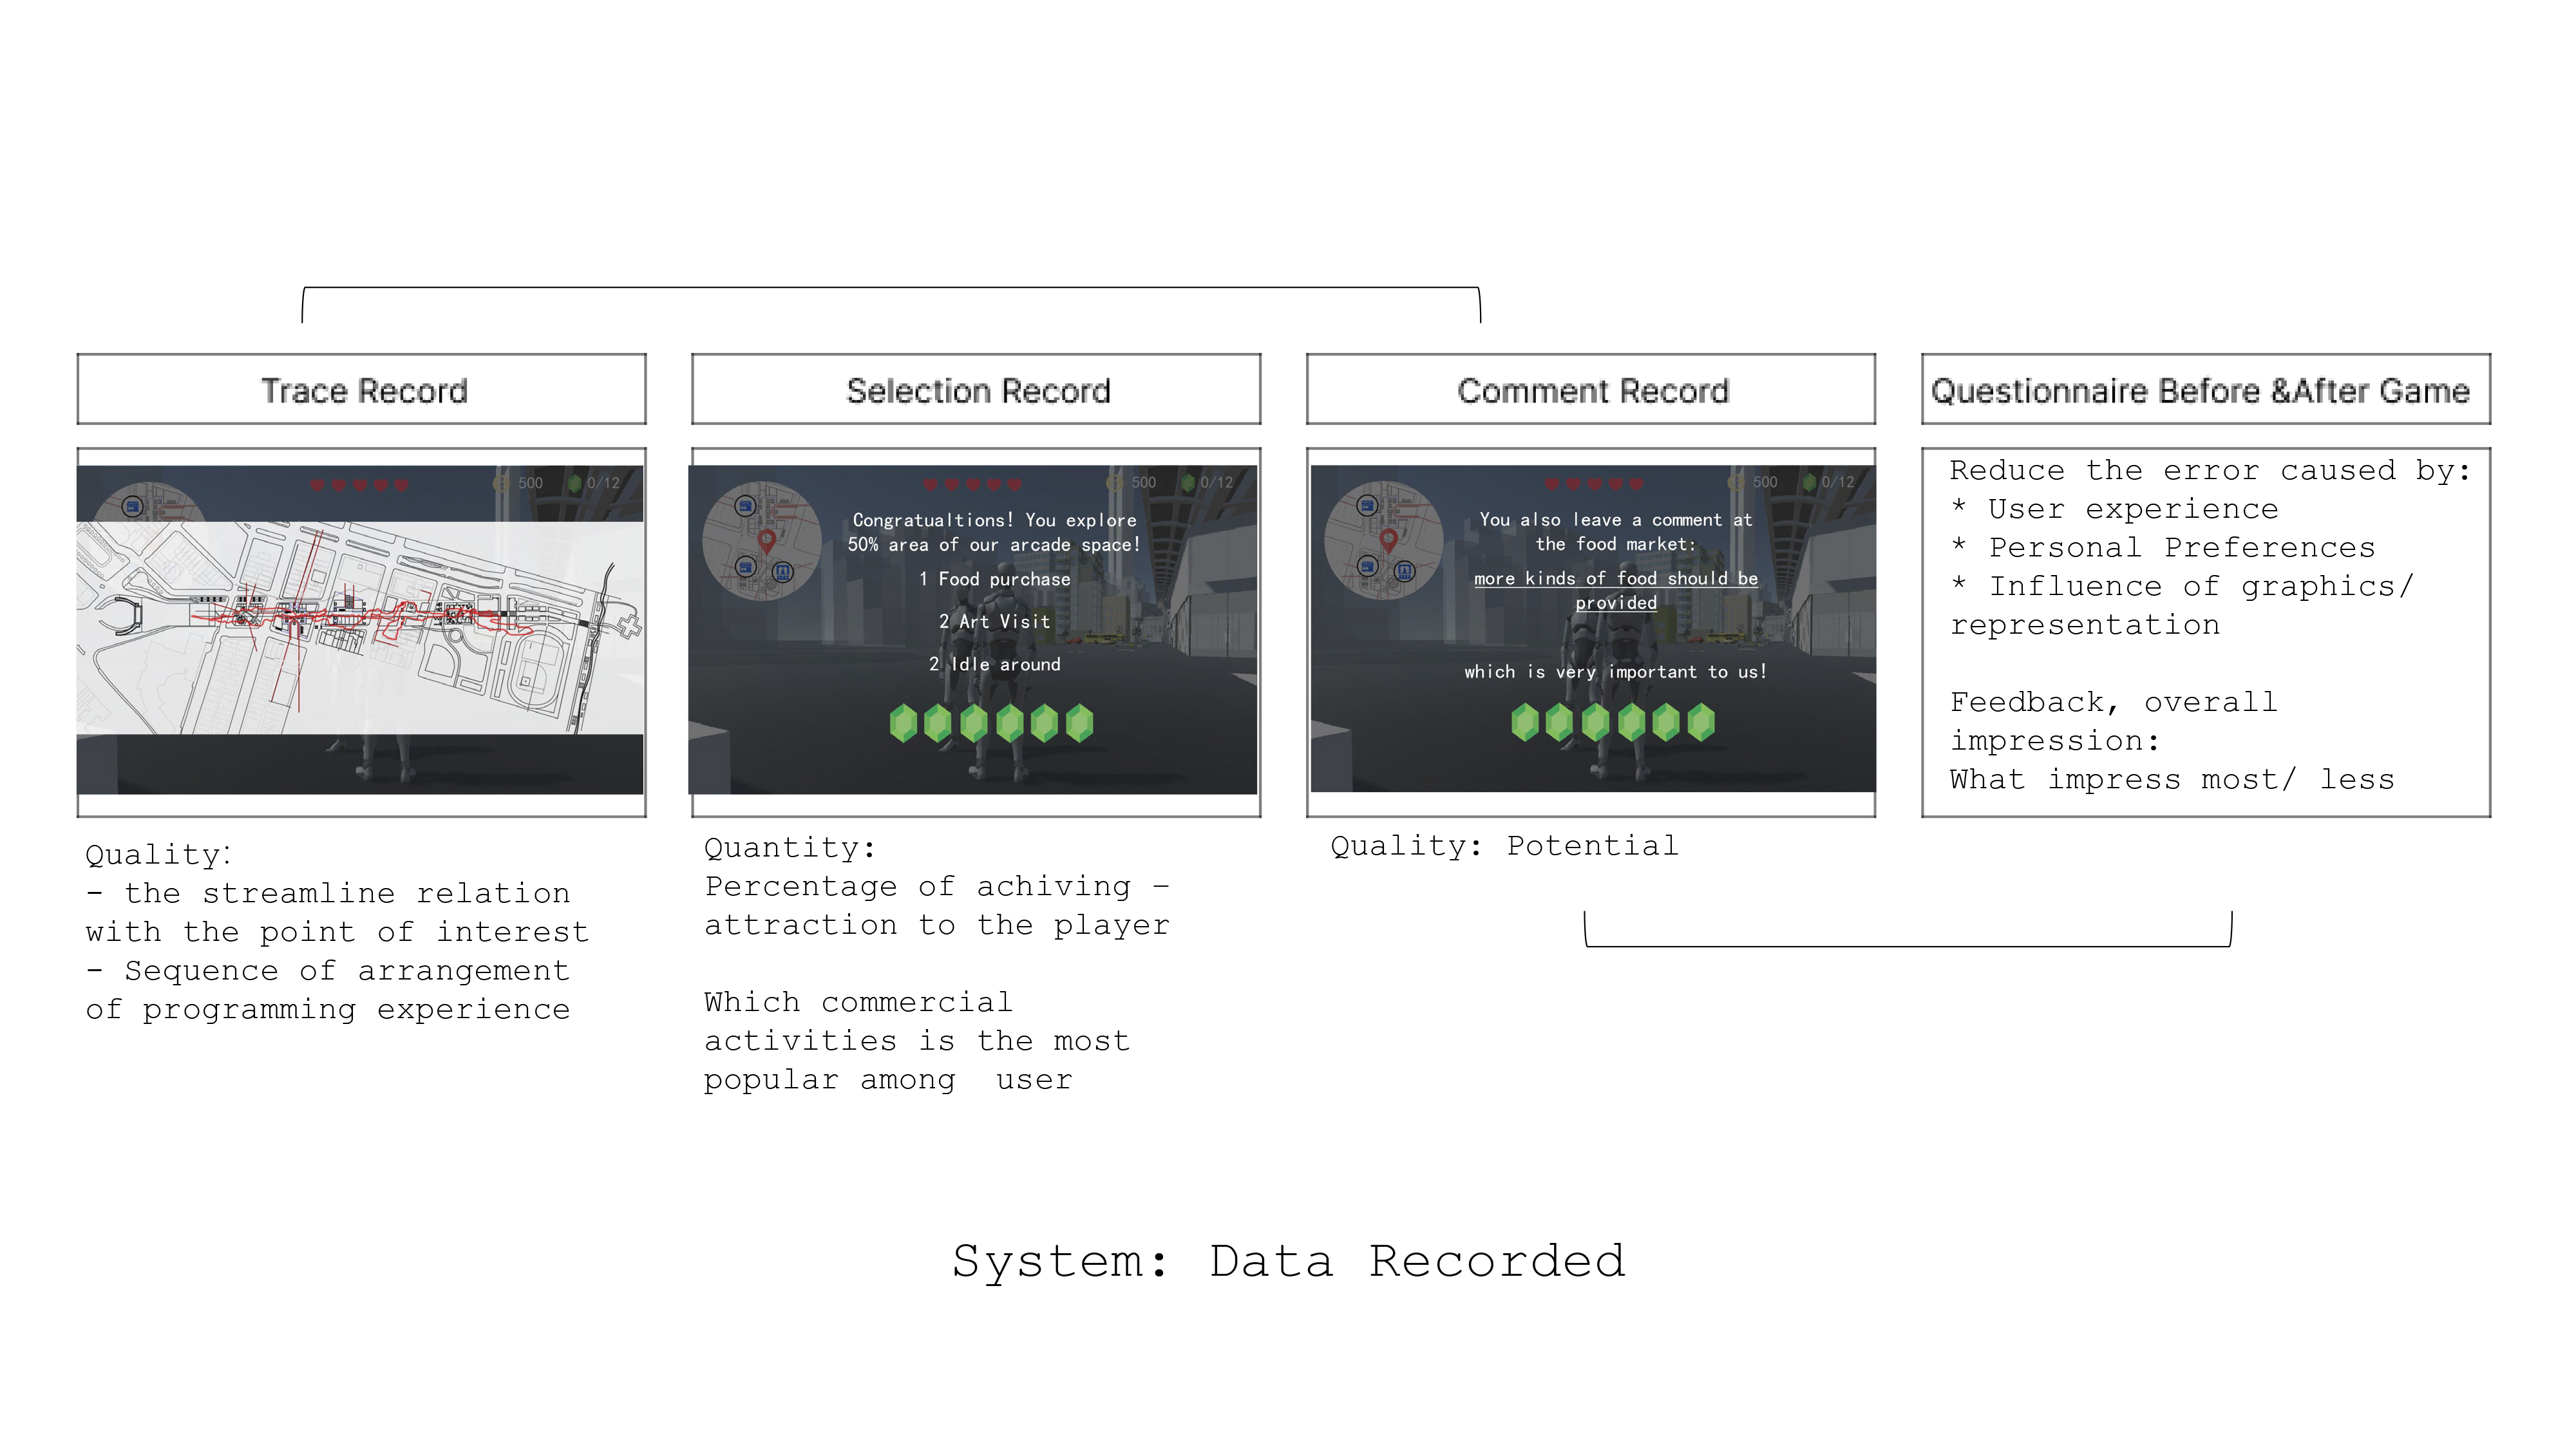 Trace Record
500
0/12
Quality:
- the streamline relation
with the point of interest
- Sequence of arrangement
of programming experience
Selection Record
500
0/12
Congratualtions! You explore
50% area of our arcade space!
1 Food purchase
2 Art Visit
2 Idle around
Quantity:
Percentage of achiving –
attraction to the player
Which commercial
activities is the most
popular among  user
Comment Record
500
0/12
You also leave a comment at
the food market:
more kinds of food should be
provided
which is very important to us!
Quality: Potential
Questionnaire Before &After Game
Reduce the error caused by:
* User experience
* Personal Preferences
* Influence of graphics/
representation
Feedback, overall
impression:
What impress most/ less
System: Data Recorded